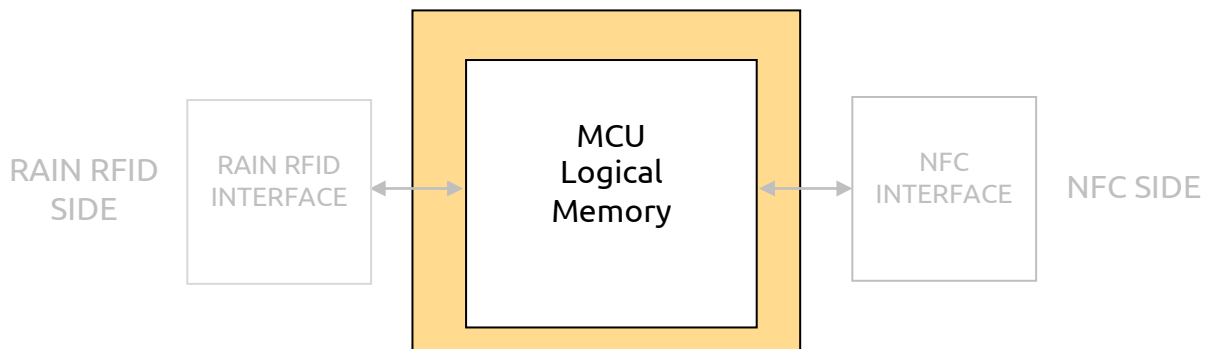 RAIN RFID
SIDE
RAIN RFID
INTERFACE
MCU
Logical
Memory
NFC
INTERFACE
NFC SIDE